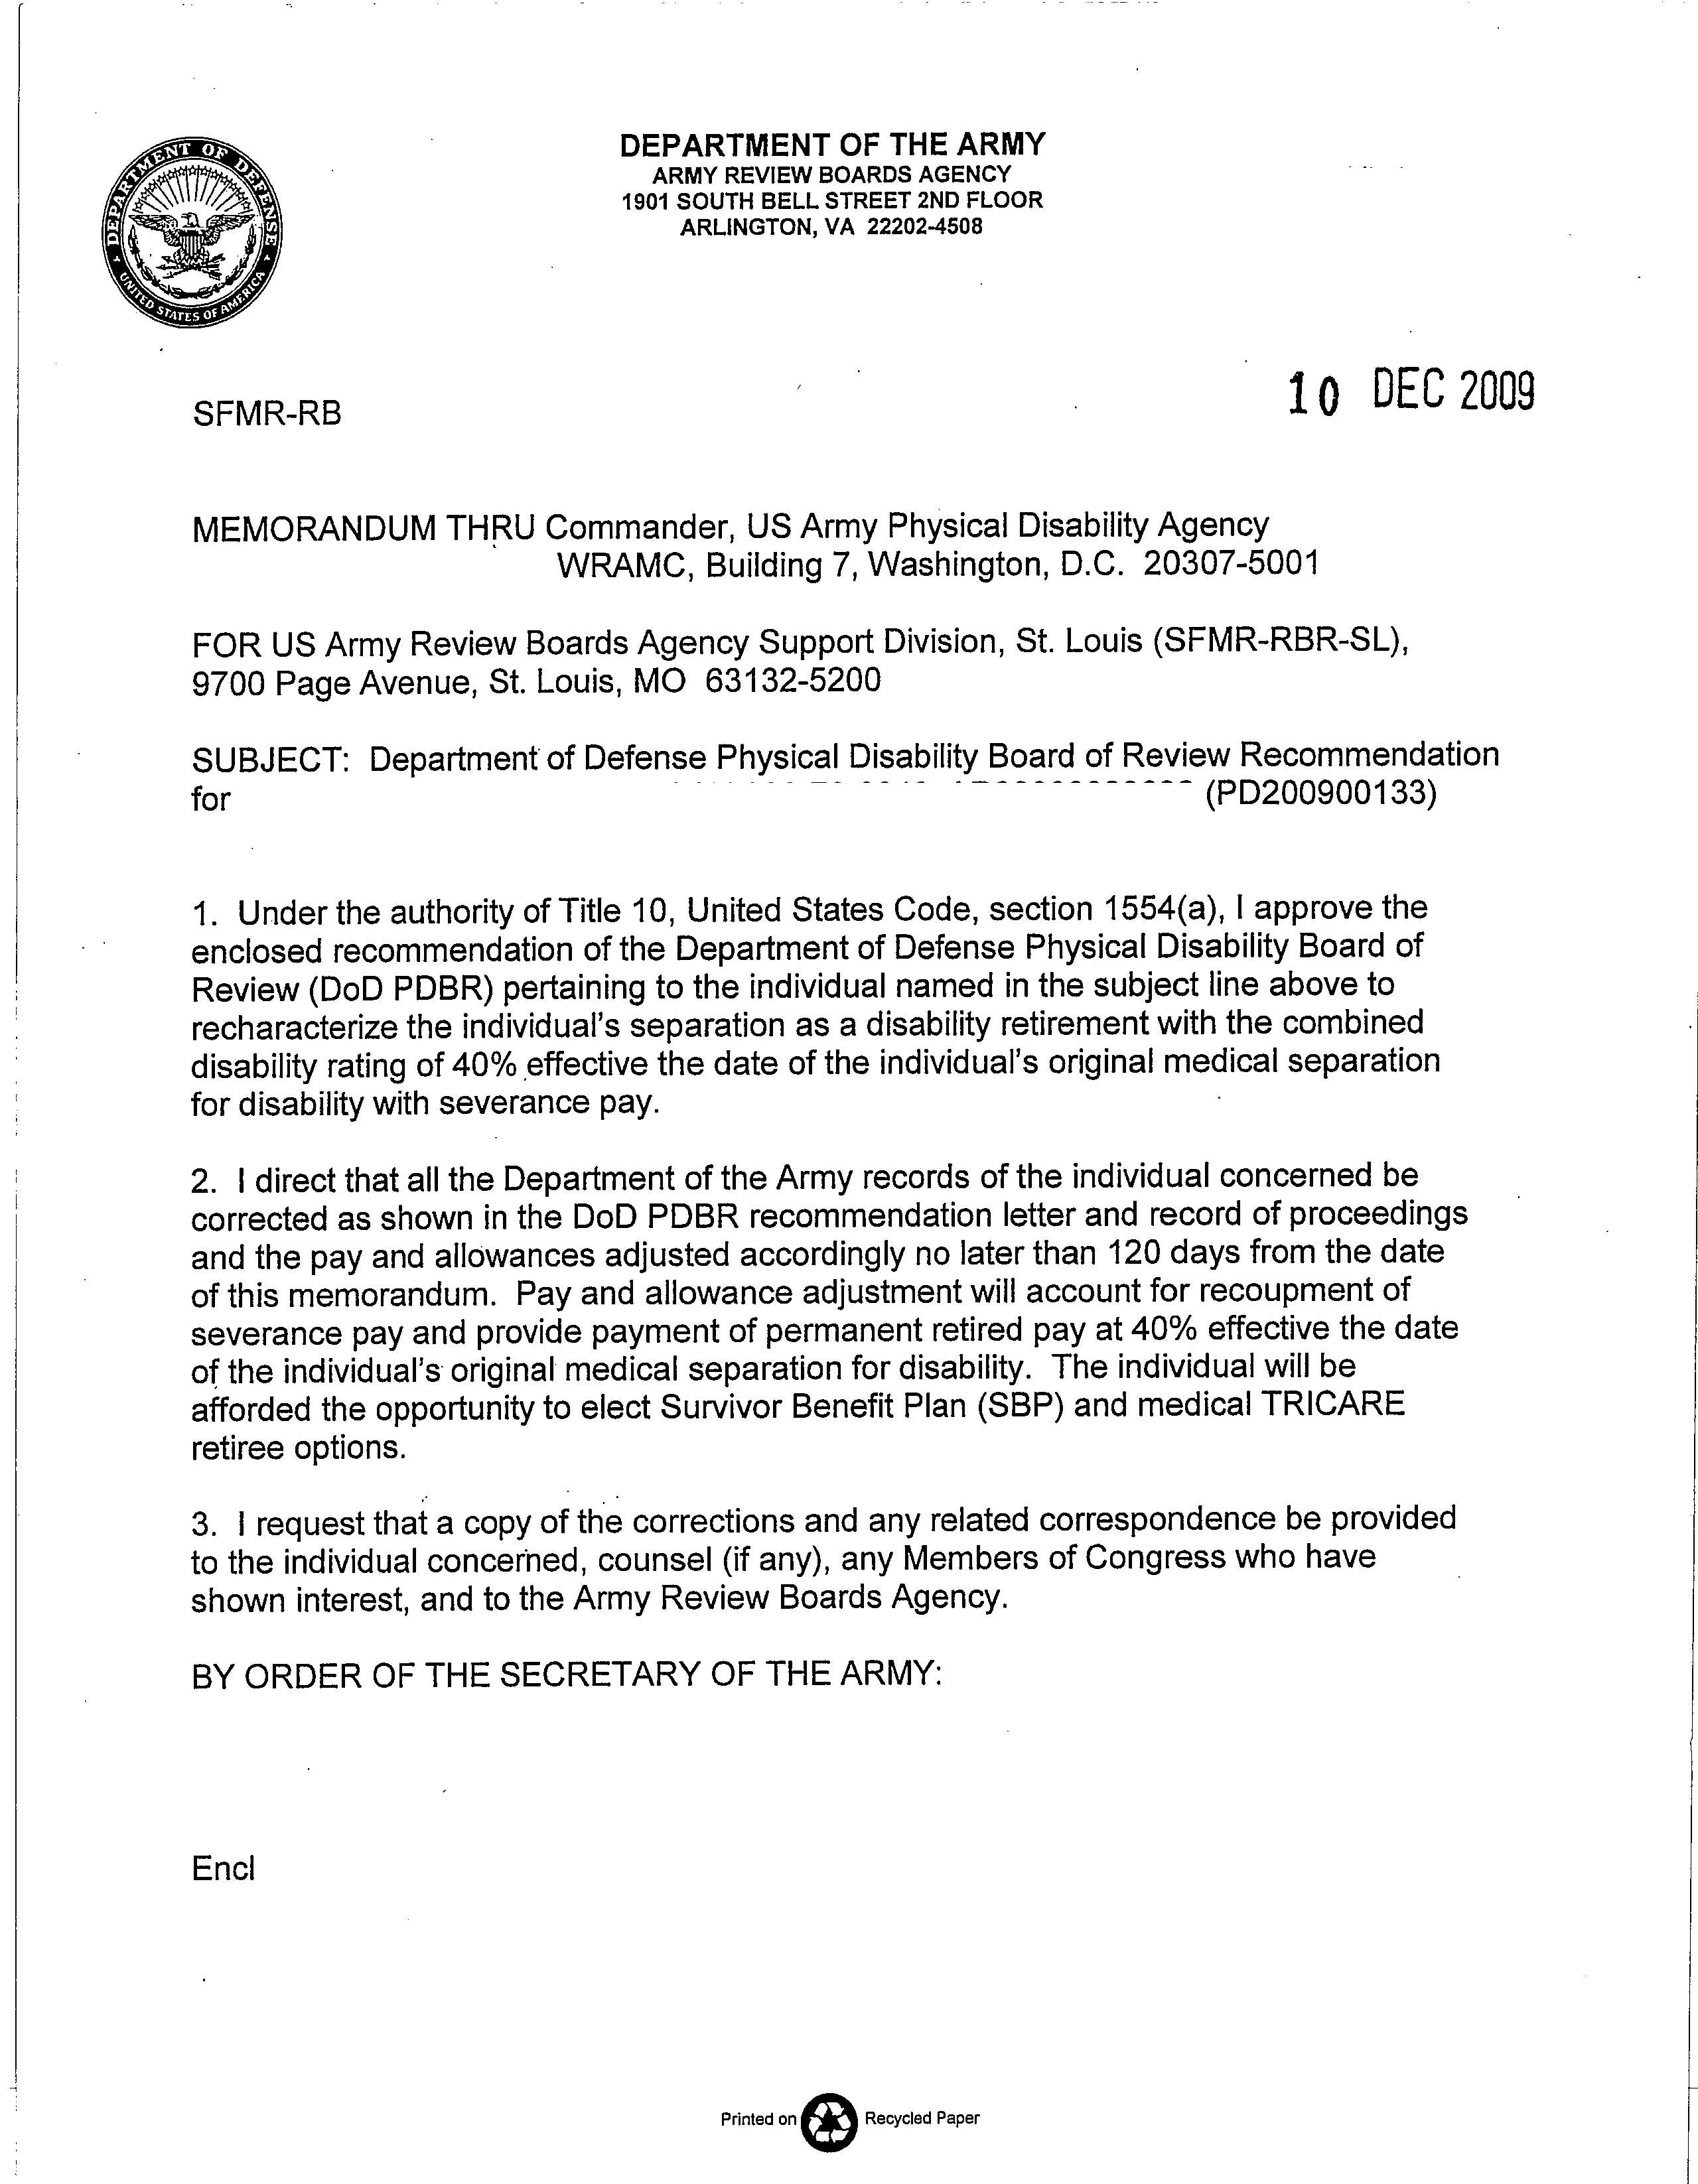 DEPARTMENT OF DEFENSE
UNITED STATES OF AMERICA
DEPARTMENT OF THE ARMY
ARMY REVIEW BOARDS AGENCY
1901 SOUTH BELL STREET 2ND FLOOR
ARLINGTON, VA 22202-4508
10 DEC 2009
SFMR-RB
MEMORANDUM THRU Commander, US Army Physical Disability Agency
WRAMC, Building 7, Washington, D.C. 20307-5001
FOR US Army Review Boards Agency Support Division, St. Louis (SFMR-RBR-SL),
9700 Page Avenue, St. Louis, MO 63132-5200
SUBJECT: Department of Defense Physical Disability Board of Review Recommendation
for (PD200900133)
1. Under the authority of Title 10, United States Code, section 1554(a), I approve the
enclosed recommendation of the Department of Defense Physical Disability Board of
Review (DoD PDBR) pertaining to the individual named in the subject line above to
recharacterize the individual's separation as a disability retirement with the combined
disability rating of 40% effective the date of the individual's original medical separation
for disability with severance pay.
2. I direct that all the Department of the Army records of the individual concerned be
corrected as shown in the DoD PDBR recommendation letter and record of proceedings
and the pay and allowances adjusted accordingly no later than 120 days from the date
of this memorandum. Pay and allowance adjustment will account for recoupment of
severance pay and provide payment of permanent retired pay at 40% effective the date
of the individual's original medical separation for disability. The individual will be
afforded the opportunity to elect Survivor Benefit Plan (SBP) and medical TRICARE
retiree options.
3. I request that a copy of the corrections and any related correspondence be provided
to the individual concerned, counsel (if any), any Members of Congress who have
shown interest, and to the Army Review Boards Agency.
BY ORDER OF THE SECRETARY OF THE ARMY:
Encl
Printed on Recycled Paper